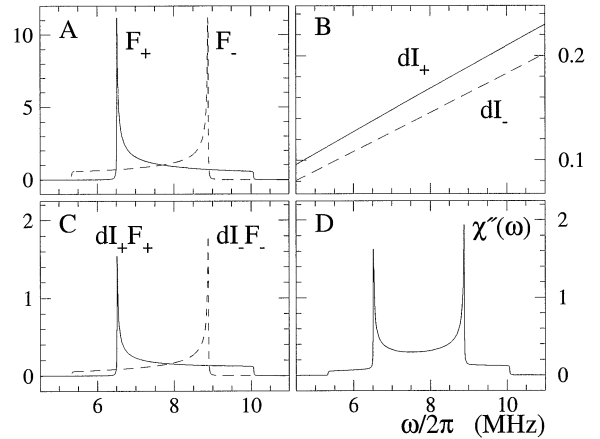 A
F₊
F₋
10
5
0
B
dI₊
dI₋
0.2
0.1
C
dI₊F₊
dI₋F₋
2
1
0
6
8
10
D
χ″(ω)
2
1
0
6
8
10
ω/2π (MHz)